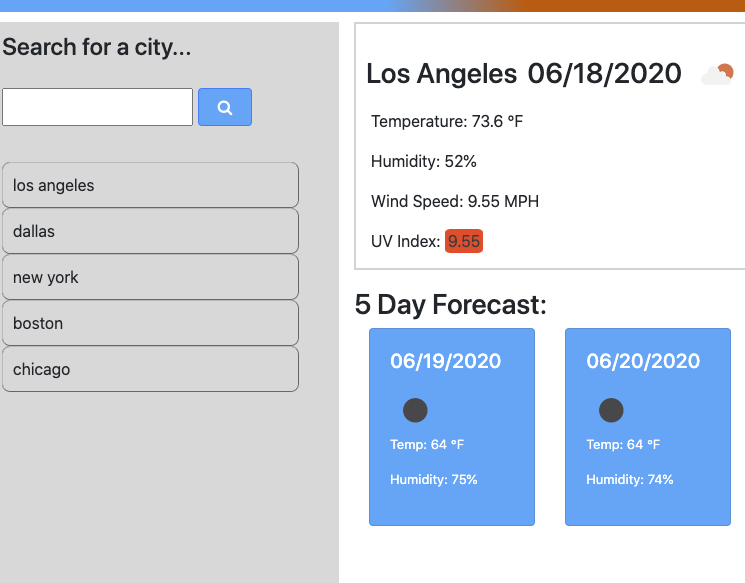 Search for a city...
los angeles
dallas
new york
boston
chicago
Los Angeles 06/18/2020
Temperature: 73.6 °F
Humidity: 52%
Wind Speed: 9.55 MPH
UV Index: 9.55
5 Day Forecast:
06/19/2020
Temp: 64 °F
Humidity: 75%
06/20/2020
Temp: 64 °F
Humidity: 74%